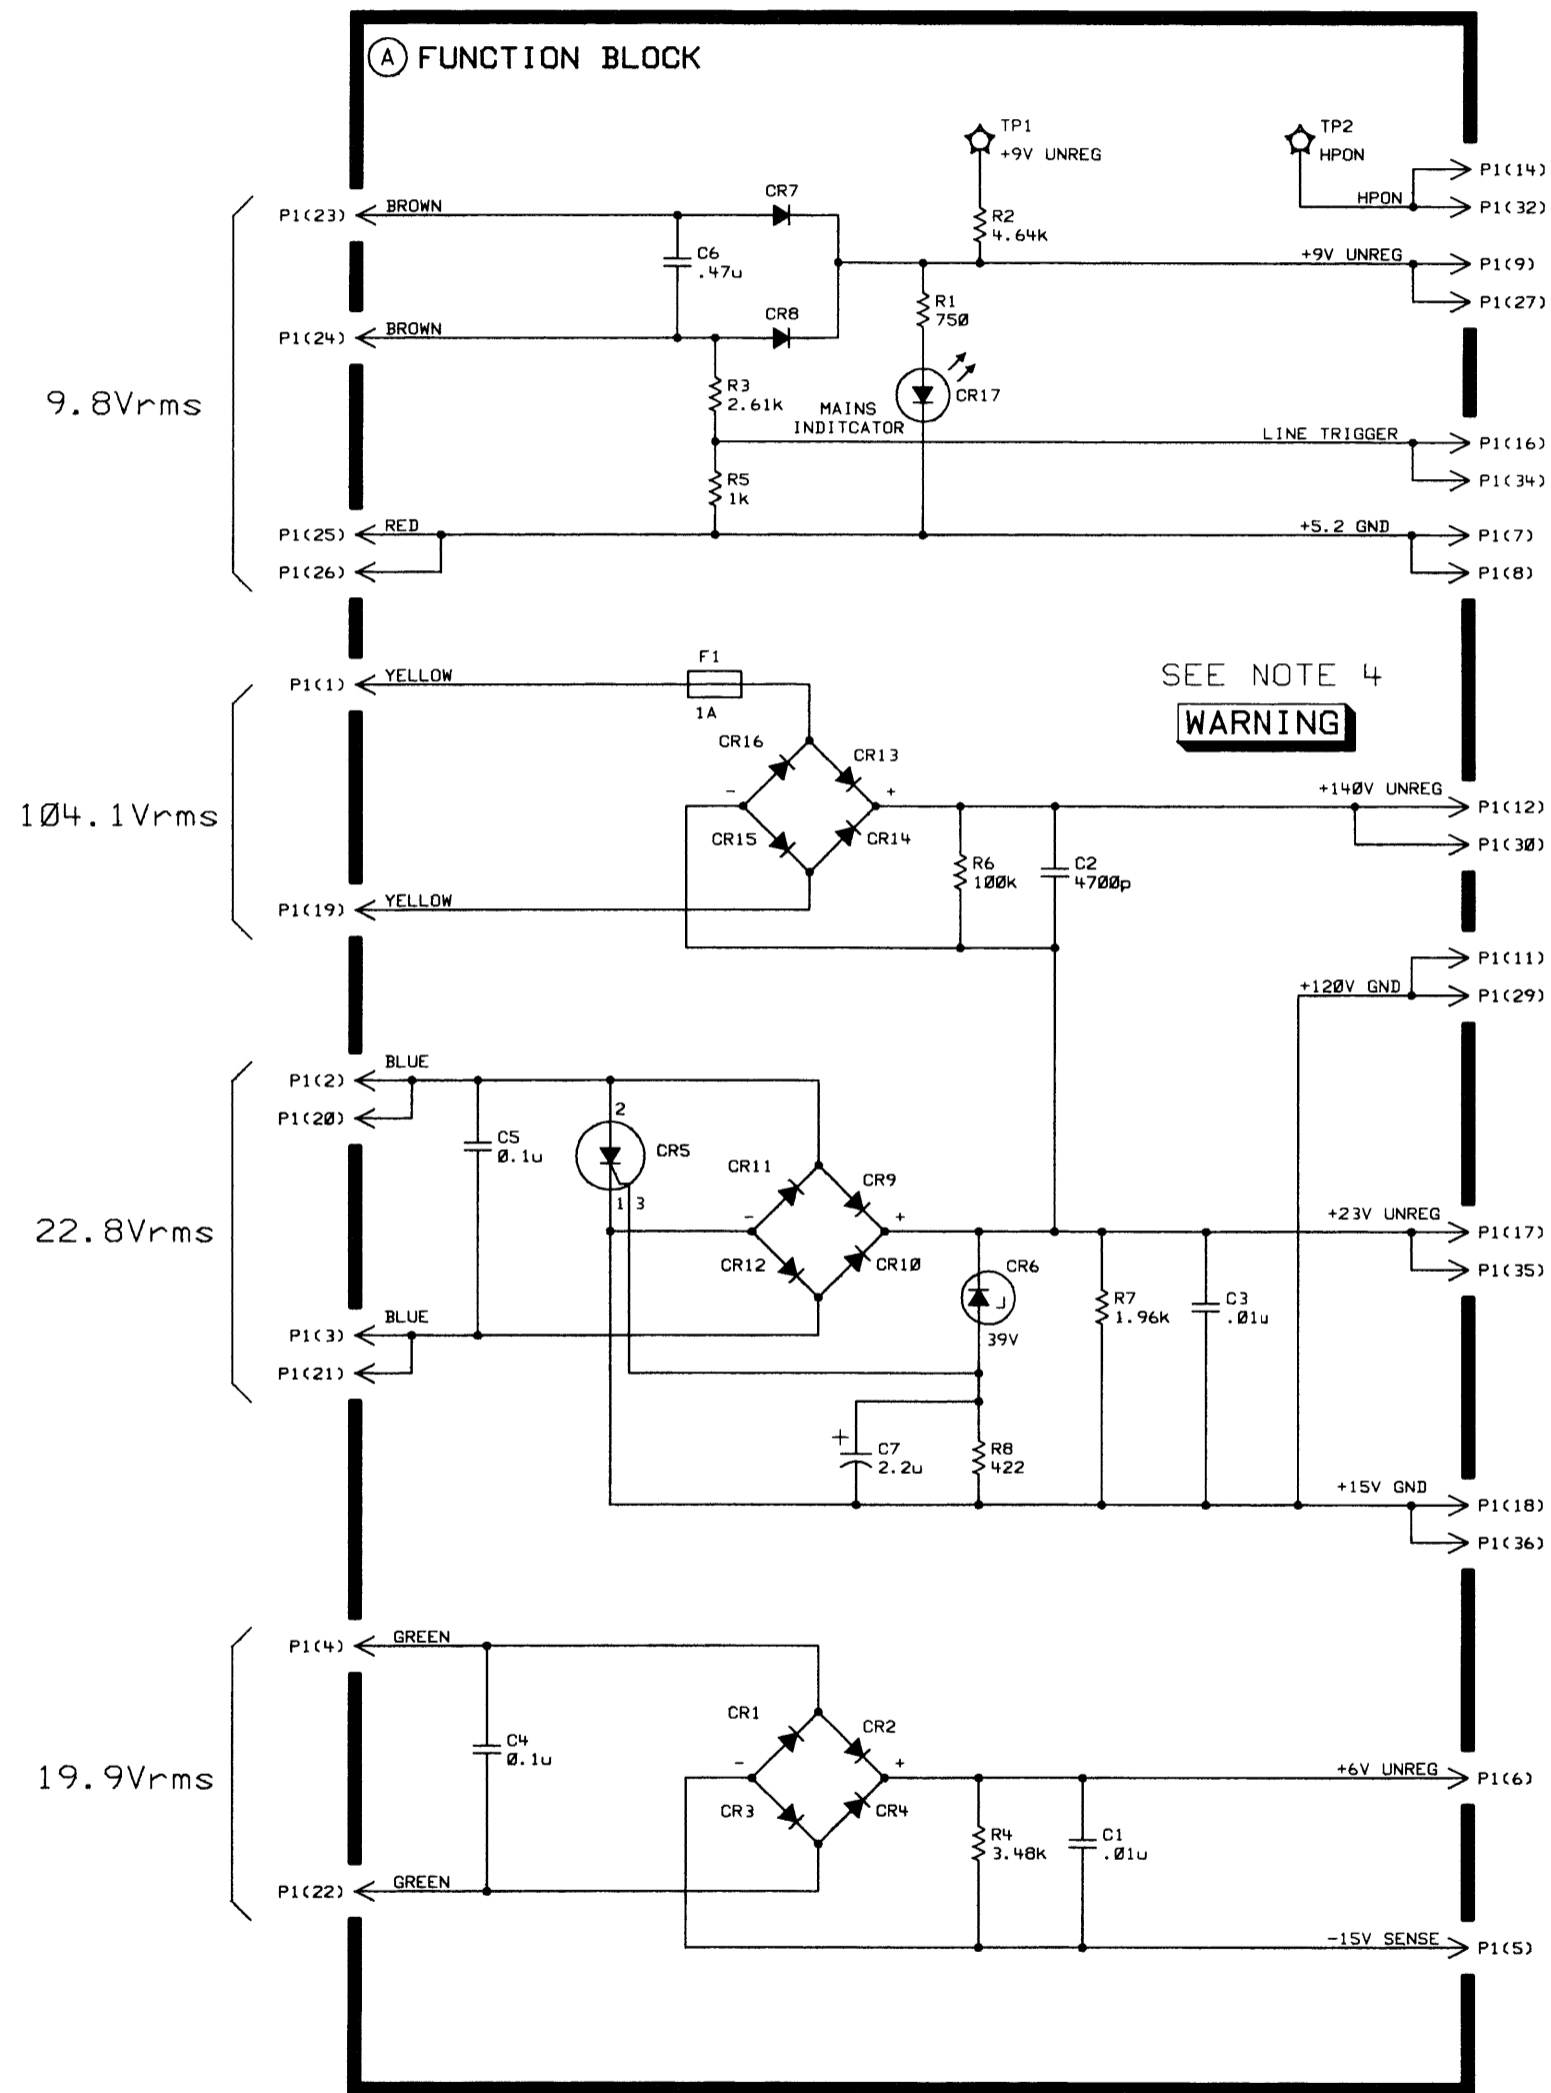 A FUNCTION BLOCK
TP1
+9V UNREG
TP2
HPON
P1(14)
HPON
P1(32)
CR7
P1(23)
BROWN
R2
4.64k
C6
.47u
+9V UNREG
P1(9)
P1(27)
R1
750
CR8
P1(24)
BROWN
9.8Vrms
R3
2.61k
CR17
MAINS
INDITCATOR
LINE TRIGGER
P1(16)
P1(34)
R5
1k
P1(25)
RED
+5.2 GND
P1(7)
P1(26)
P1(8)
F1
P1(1)
YELLOW
1A
SEE NOTE 4
WARNING
CR16
CR13
-
+
+140V UNREG
P1(12)
104.1Vrms
CR15
CR14
P1(30)
R6
100k
C2
4700p
P1(19)
YELLOW
P1(11)
+120V GND
P1(29)
BLUE
P1(2)
P1(20)
2
C5
0.1u
CR5
1 3
CR11
CR9
-
+
22.8Vrms
+23V UNREG
P1(17)
CR12
CR10
CR6
P1(35)
39V
R7
1.96k
C3
.01u
BLUE
P1(3)
P1(21)
+
C7
2.2u
R8
422
+15V GND
P1(18)
P1(36)
P1(4)
GREEN
CR1
CR2
C4
0.1u
-
+
19.9Vrms
+6V UNREG
P1(6)
CR3
CR4
R4
3.48k
C1
.01u
P1(22)
GREEN
-15V SENSE
P1(5)